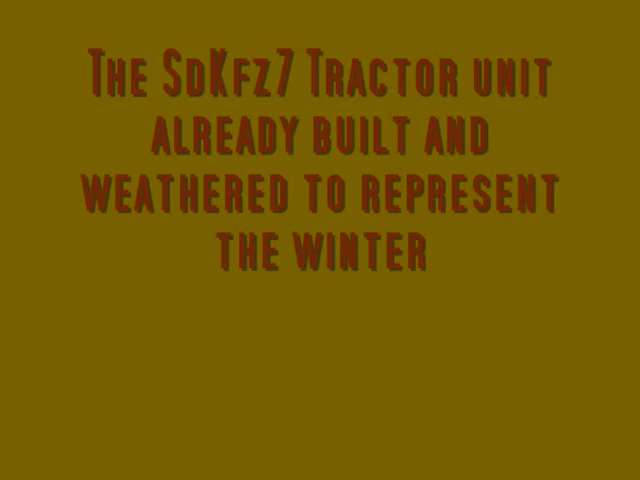 The SdKfz7 Tractor unit
already built and
weathered to represent
the winter